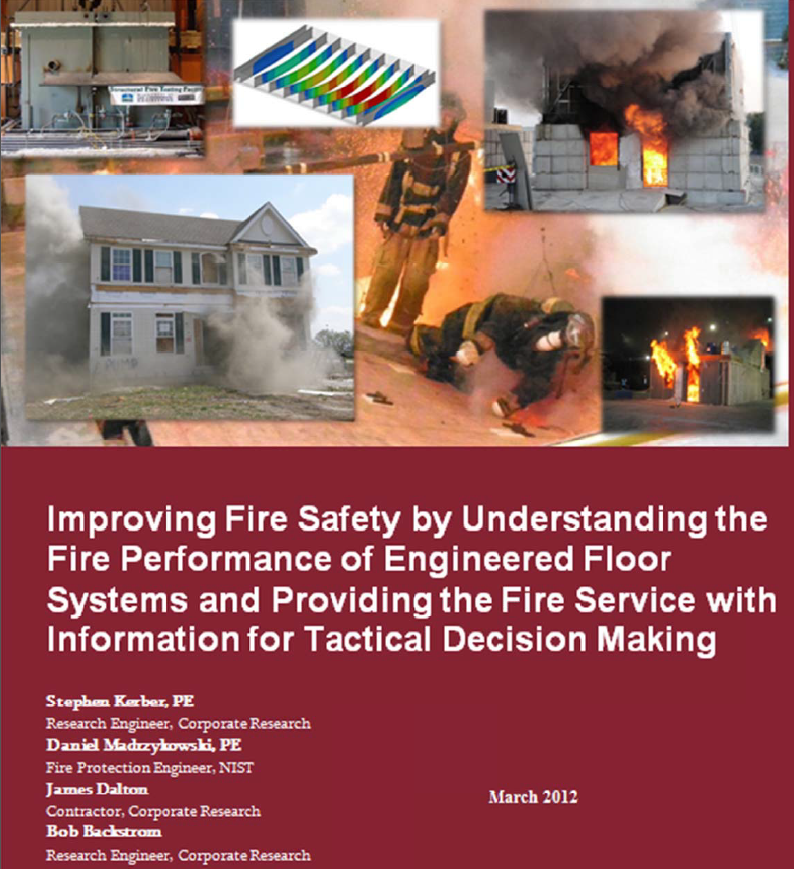 Structural Fire Testing
Improving Fire Safety by Understanding the
Fire Performance of Engineered Floor
Systems and Providing the Fire Service with
Information for Tactical Decision Making
Stephen Kerber, PE
Research Engineer, Corporate Research
Daniel Madrzykowski, PE
Fire Protection Engineer, NIST
James Dalton
Contractor, Corporate Research
March 2012
Bob Backstrom
Research Engineer, Corporate Research